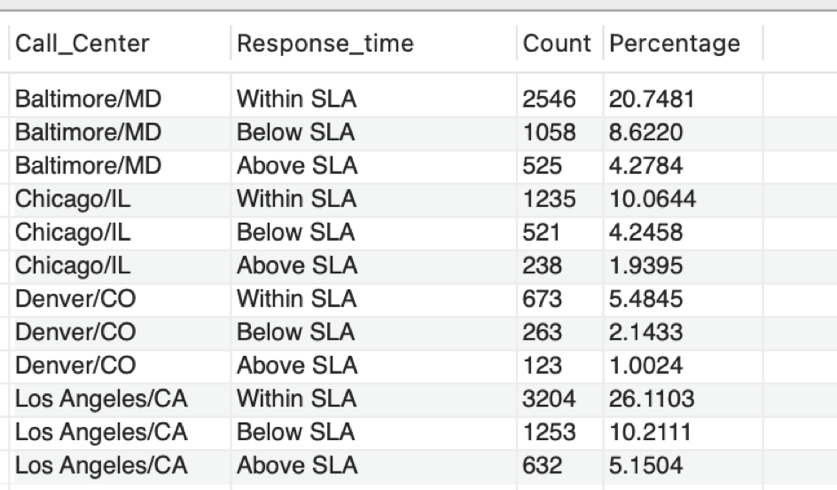 Call_Center Response_time Count Percentage
Baltimore/MD Within SLA 2546 20.7481
Baltimore/MD Below SLA 1058 8.6220
Baltimore/MD Above SLA 525 4.2784
Chicago/IL Within SLA 1235 10.0644
Chicago/IL Below SLA 521 4.2458
Chicago/IL Above SLA 238 1.9395
Denver/CO Within SLA 673 5.4845
Denver/CO Below SLA 263 2.1433
Denver/CO Above SLA 123 1.0024
Los Angeles/CA Within SLA 3204 26.1103
Los Angeles/CA Below SLA 1253 10.2111
Los Angeles/CA Above SLA 632 5.1504